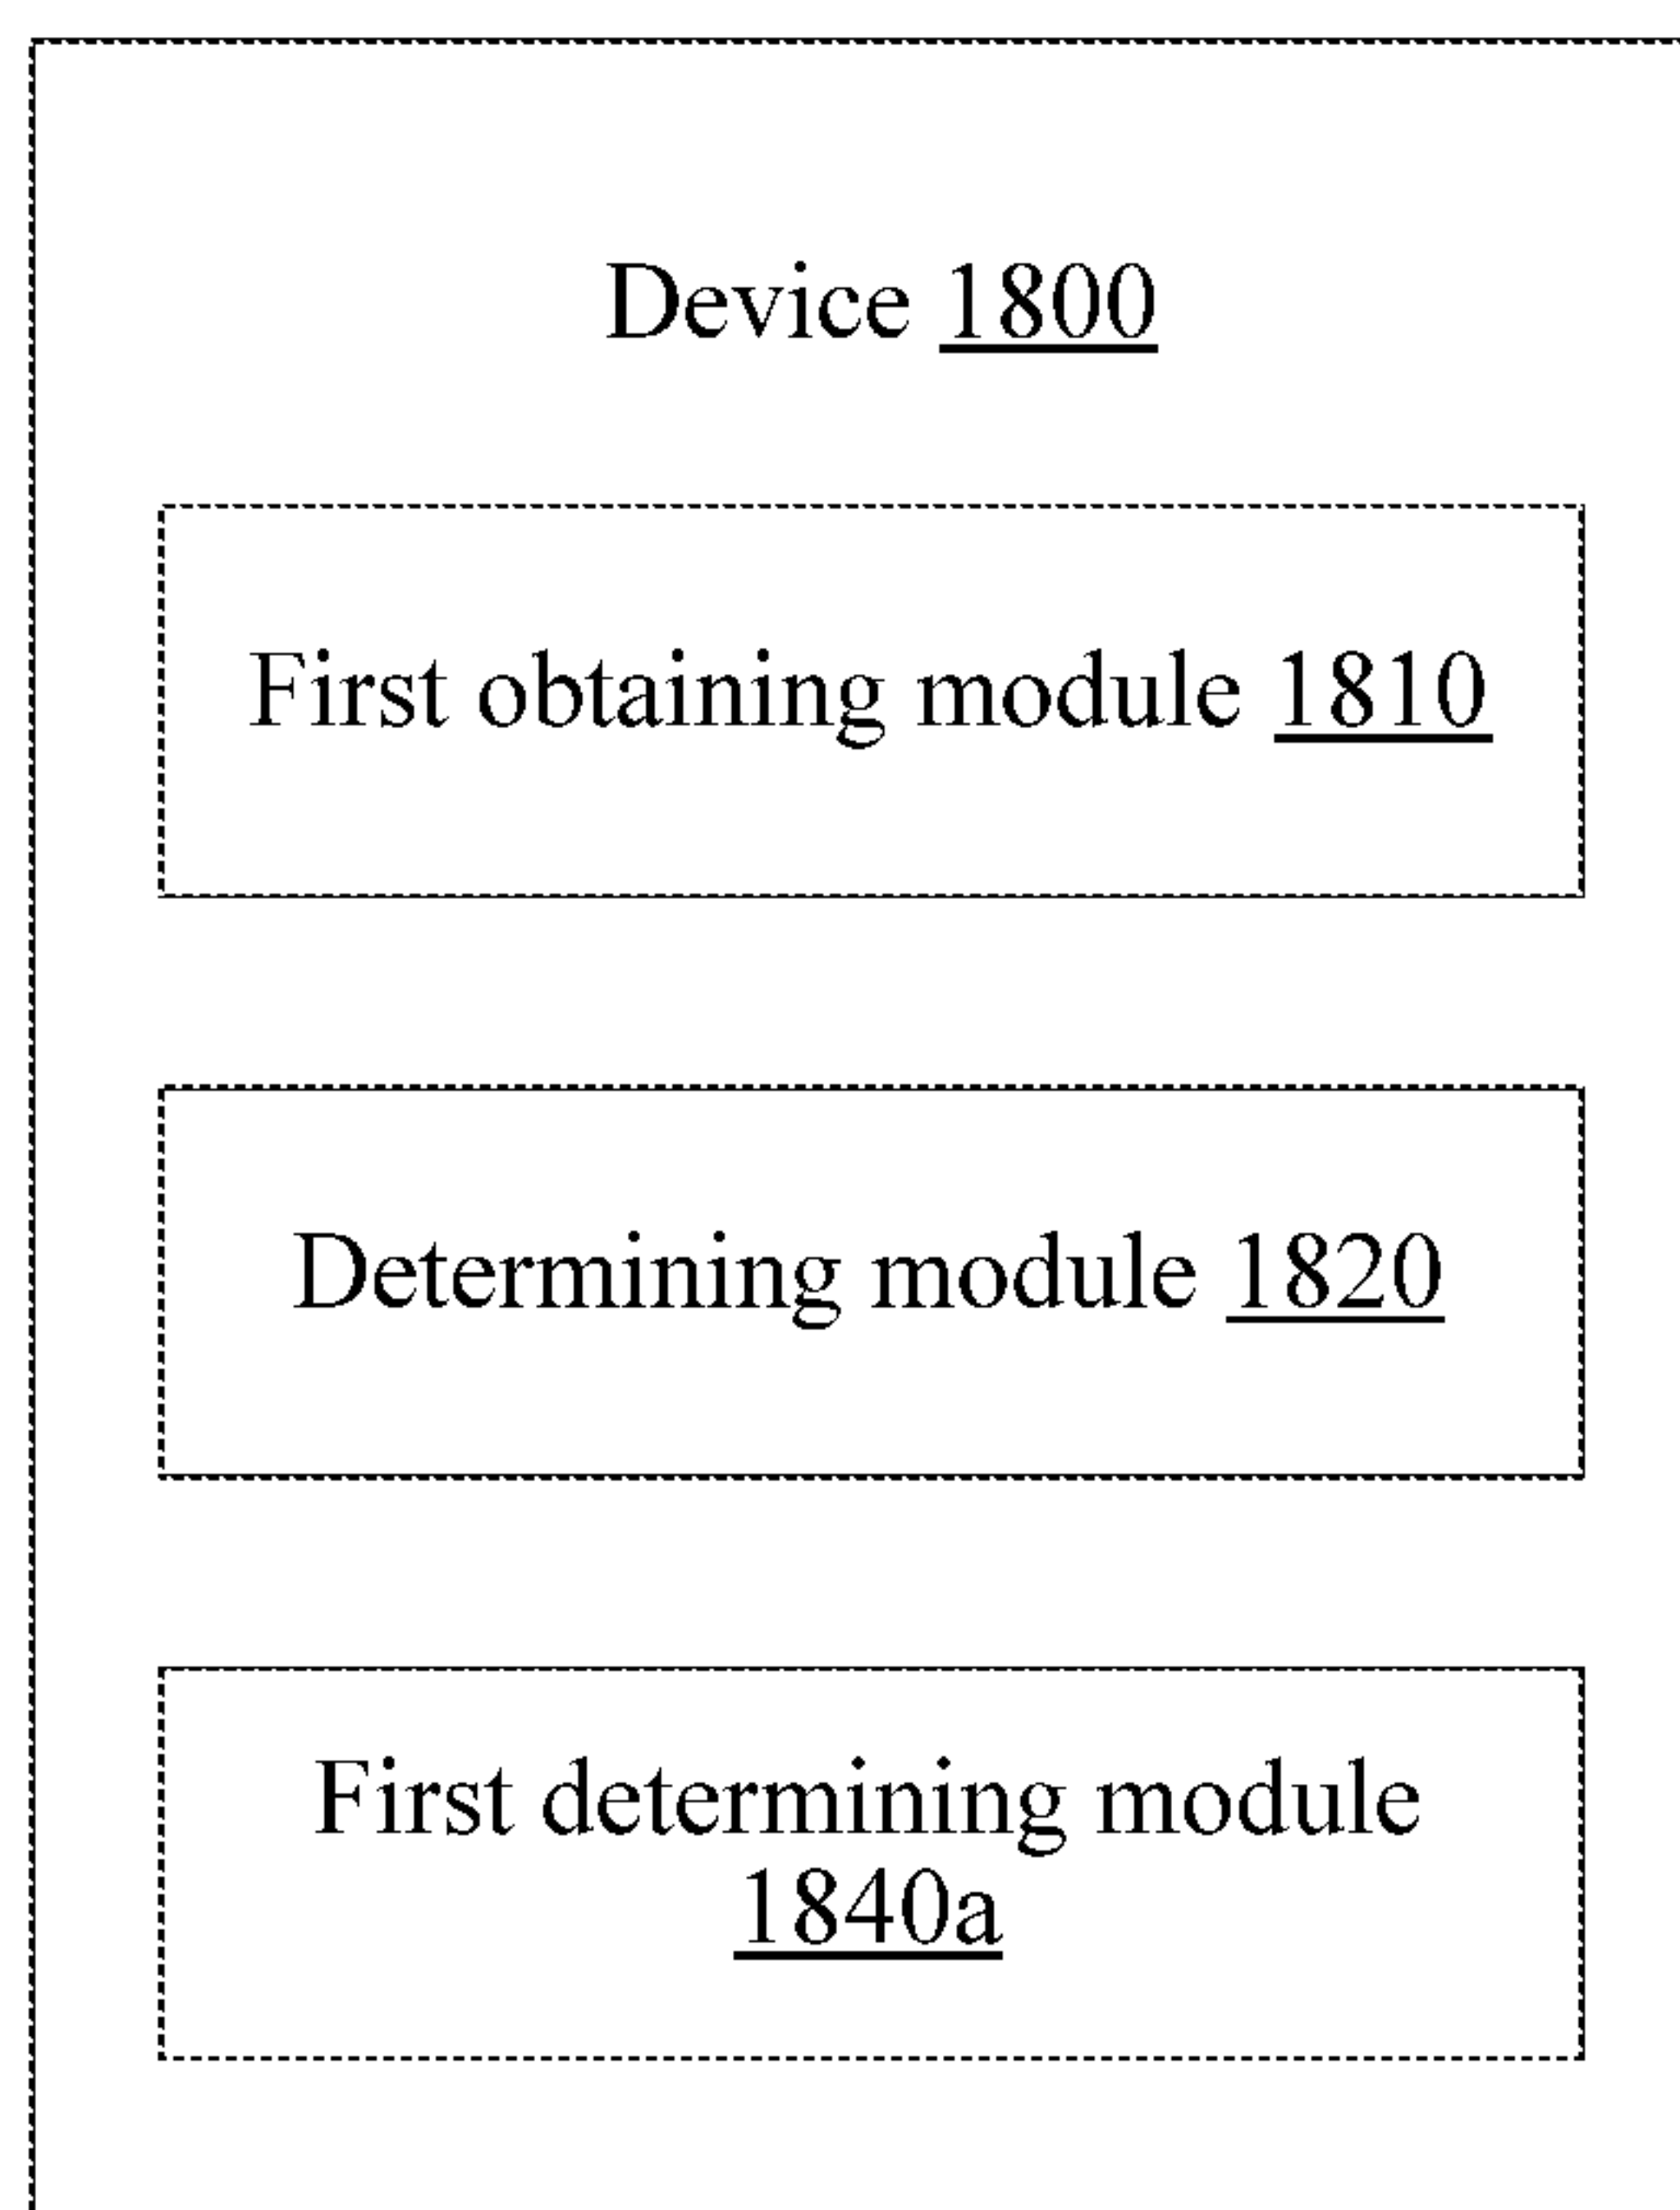 Device 1800
First obtaining module 1810
Determining module 1820
First determining module
1840a